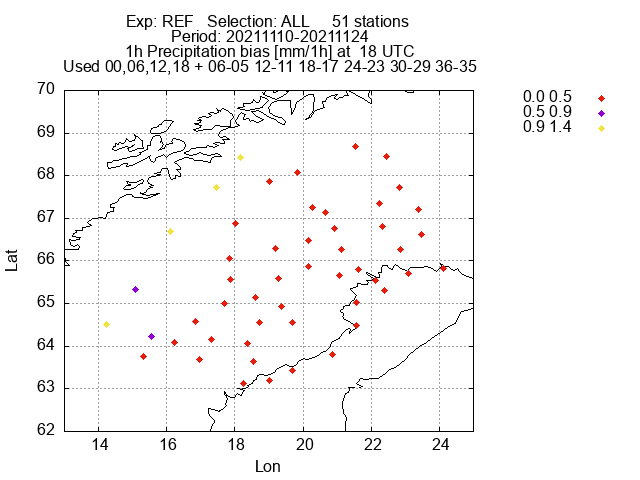 Exp: REF Selection: ALL 51 stations
Period: 20211110-20211124
1h Precipitation bias [mm/1h] at 18 UTC
Used 00,06,12,18 + 06-05 12-11 18-17 24-23 30-29 36-35
70
69
68
67
66
65
64
63
62
Lat
14 16 18 20 22 24
Lon
0.0 0.5
0.5 0.9
0.9 1.4